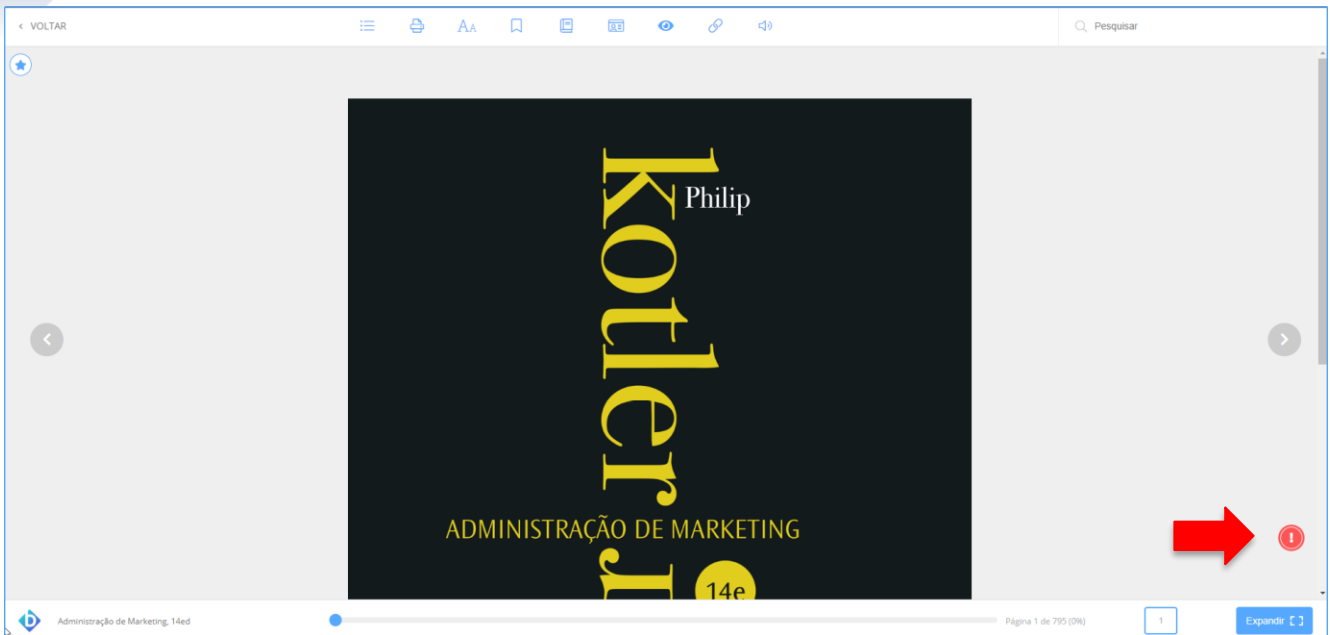 ‹ VOLTAR
AA
Pesquisar
Kotler
Philip
ADMINISTRAÇÃO DE MARKETING
14e
!
Administração de Marketing, 14ed
Página 1 de 795 (0%)
1
Expandir